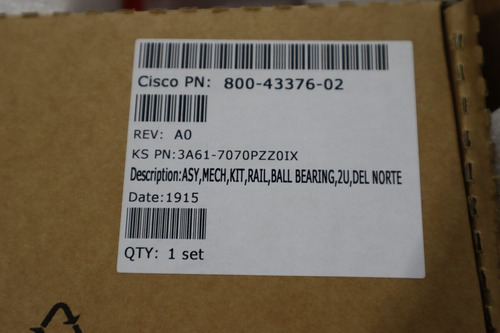 Cisco PN: 800-43376-02
REV: A0
KS PN:3A61-7070PZZ0IX
Description:ASY,MECH,KIT,RAIL,BALL BEARING,2U,DEL NORTE
Date:1915
QTY: 1 set